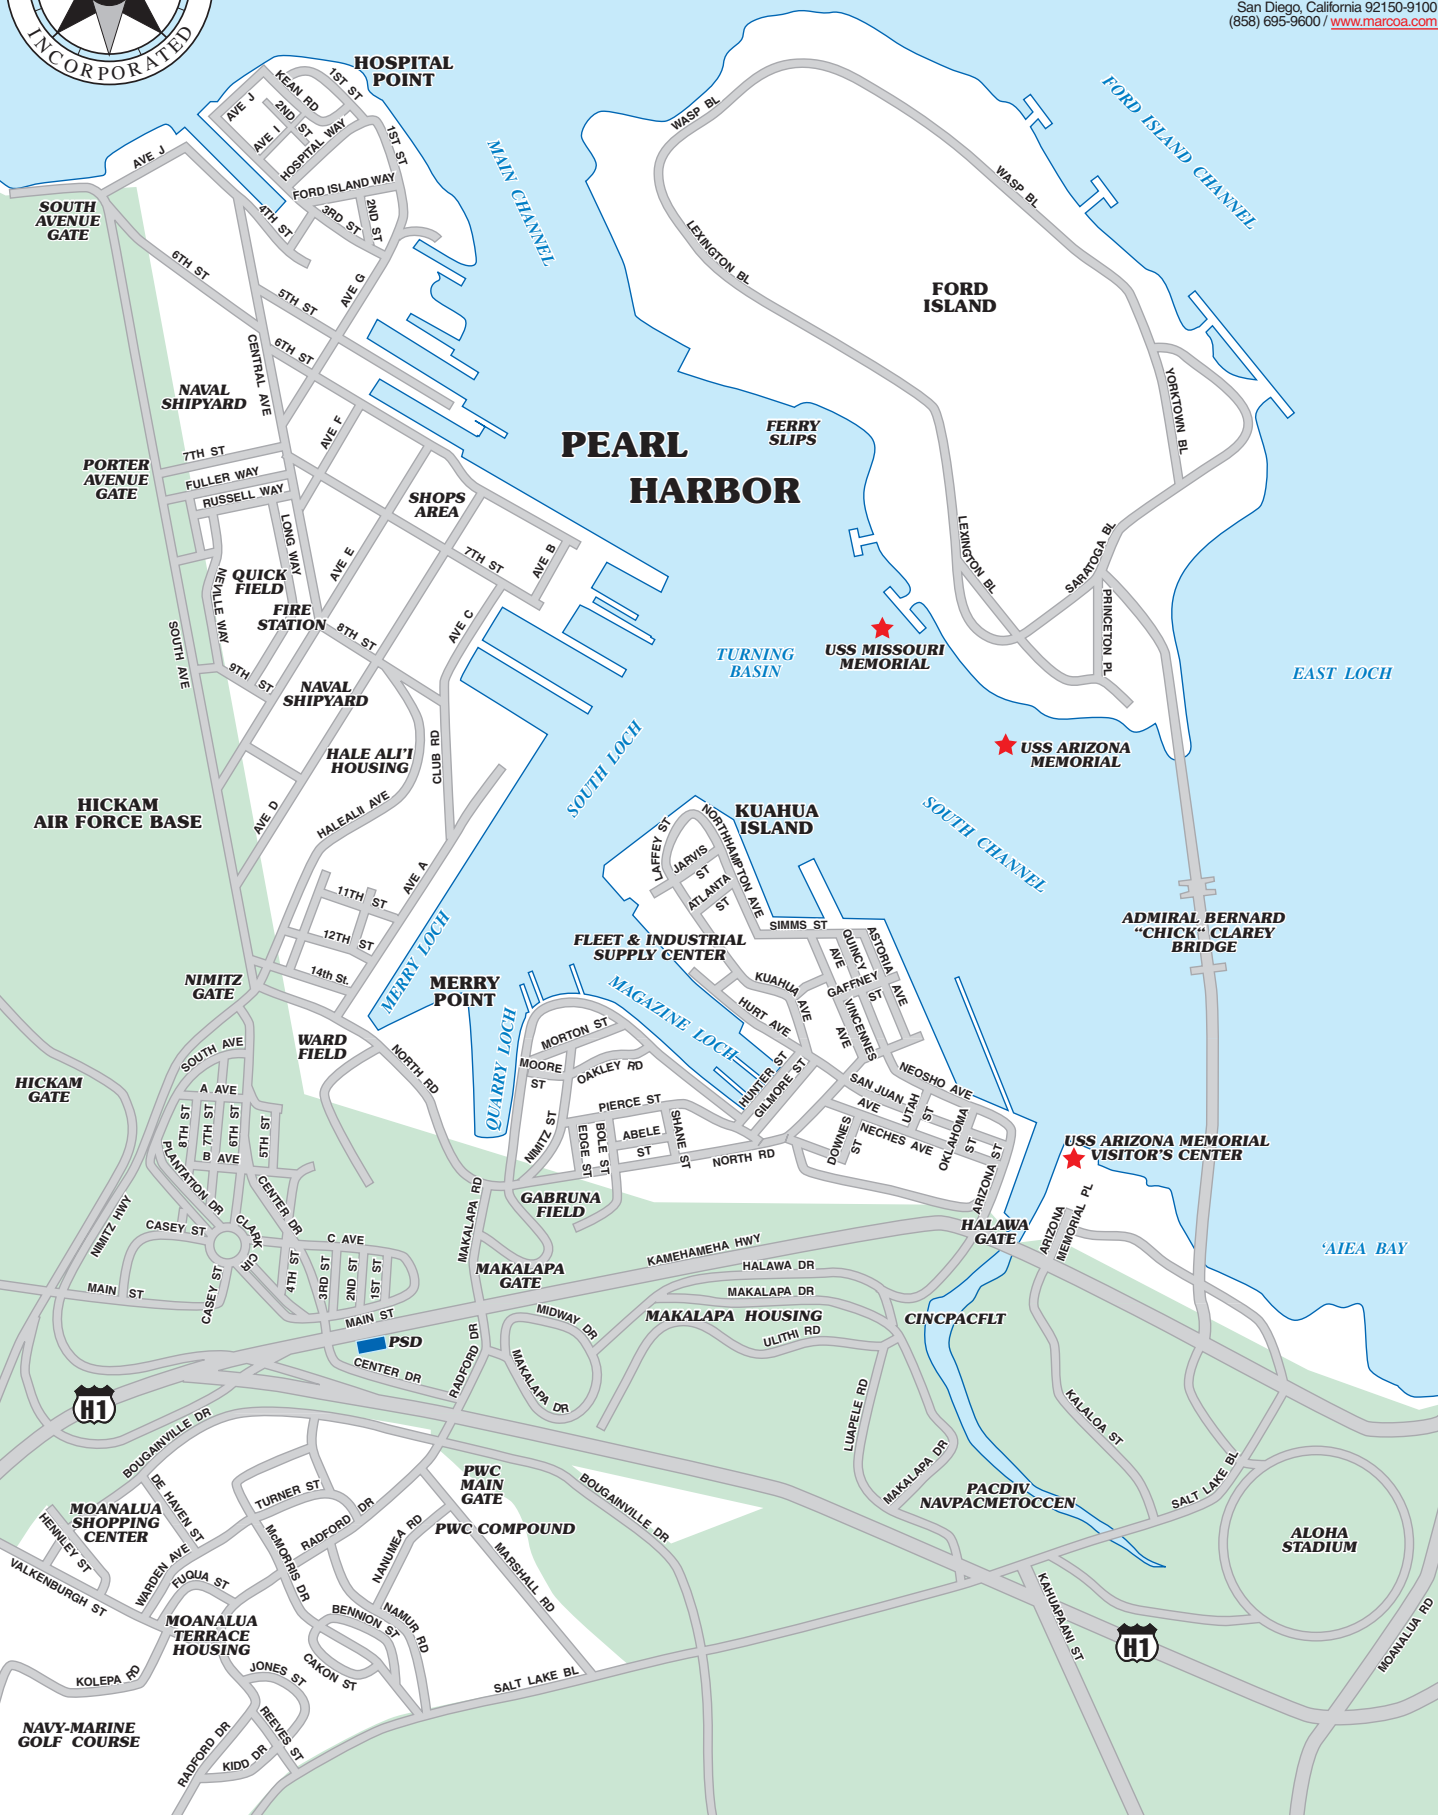 San Diego, California 92150-9100
(858) 695-9600 / www.marcoa.com
INCORPORATED
HOSPITAL
POINT
KEAN RD
1ST ST
AVE J
2ND ST
AVE I
HOSPITAL WAY
1ST ST
FORD ISLAND WAY
AVE J
4TH ST
3RD ST
2ND ST
SOUTH
AVENUE
GATE
6TH ST
5TH ST
AVE G
6TH ST
CENTRAL AVE
MAIN CHANNEL
WASP BL
WASP BL
FORD ISLAND CHANNEL
LEXINGTON BL
FORD
ISLAND
YORKTOWN BL
NAVAL
SHIPYARD
AVE F
FERRY
SLIPS
PEARL
HARBOR
7TH ST
PORTER
AVENUE
GATE
FULLER WAY
RUSSELL WAY
SHOPS
AREA
LONG WAY
7TH ST
AVE B
AVE E
QUICK
FIELD
NEVILLE WAY
FIRE
STATION
8TH ST
AVE C
SOUTH AVE
9TH ST
NAVAL
SHIPYARD
LEXINGTON BL
SARATOGA BL
PRINCETON PL
USS MISSOURI
MEMORIAL
TURNING
BASIN
EAST LOCH
USS ARIZONA
MEMORIAL
HALE ALI'I
HOUSING
CLUB RD
SOUTH LOCH
HICKAM
AIR FORCE BASE
AVE D
HALEALII AVE
KUAHUA
ISLAND
SOUTH CHANNEL
LAFFEY ST
NORTHHAMPTON AVE
JARVIS
ST
ATLANTA
ST
AVE A
11TH ST
12TH ST
14th St.
MERRY LOCH
SIMMS ST
QUINCY
AVE
ASTORIA AVE
FLEET & INDUSTRIAL
SUPPLY CENTER
ADMIRAL BERNARD
“CHICK“ CLAREY
BRIDGE
NIMITZ
GATE
MERRY
POINT
MAGAZINE LOCH
KUAHUA AVE
GAFFNEY
ST
HURT AVE
VINCENNES
AVE
QUARRY LOCH
WARD
FIELD
NORTH RD
MORTON ST
MOORE
ST
OAKLEY RD
HUNTER ST
GILMORE ST
NEOSHO AVE
SAN JUAN
AVE
UTAH
ST
OKLAHOMA
ST
DOWNES
ST
NECHES AVE
ARIZONA ST
HICKAM
GATE
SOUTH AVE
A AVE
8TH ST
7TH ST
6TH ST
5TH ST
B AVE
PLANTATION DR
PIERCE ST
NIMITZ ST
EDGE ST
BOLE ST
ABELE
ST
SHANE ST
NORTH RD
USS ARIZONA MEMORIAL
VISITOR'S CENTER
NIMITZ HWY
CENTER DR
GABRUNA
FIELD
MAKALAPA RD
HALAWA
GATE
ARIZONA
MEMORIAL PL
CASEY ST
CLARK CIR
C AVE
KAMEHAMEHA HWY
'AIEA BAY
MAIN ST
CASEY ST
4TH ST
3RD ST
2ND ST
1ST ST
MAKALAPA
GATE
HALAWA DR
MAKALAPA DR
MAIN ST
PSD
MIDWAY DR
MAKALAPA HOUSING
ULITHI RD
CINCPACFLT
CENTER DR
RADFORD DR
MAKALAPA DR
H1
BOUGAINVILLE DR
LUAPELE RD
KALALOA ST
MAKALAPA DR
PWC
MAIN
GATE
BOUGAINVILLE DR
PACDIV
NAVPACMETOCCEN
SALT LAKE BL
DE HAVEN ST
TURNER ST
RADFORD DR
MOANALUA
SHOPPING
CENTER
HENNLEY ST
PWC COMPOUND
ALOHA
STADIUM
McMORRIS DR
NANUMEA RD
MARSHALL RD
WARDEN AVE
VALKENBURGH ST
FUQUA ST
BENNION ST
NAMUR RD
KAHUAPAANI ST
MOANALUA RD
MOANALUA
TERRACE
HOUSING
H1
KOLEPA RD
JONES ST
CAKON ST
SALT LAKE BL
NAVY-MARINE
GOLF COURSE
REEVES ST
RADFORD DR
KIDD DR